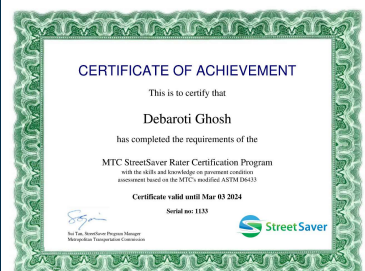 CERTIFICATE OF ACHIEVEMENT
This is to certify that
Debaroti Ghosh
has completed the requirements of the
MTC StreetSaver Rater Certification Program
with the skills and knowledge on pavement condition
assessment based on the MTC's modified ASTM D6433
Certificate valid until Mar 03 2024
Serial no: 1133
Sui Tan, StreetSaver Program Manager
Metropolitan Transportation Commission
StreetSaver